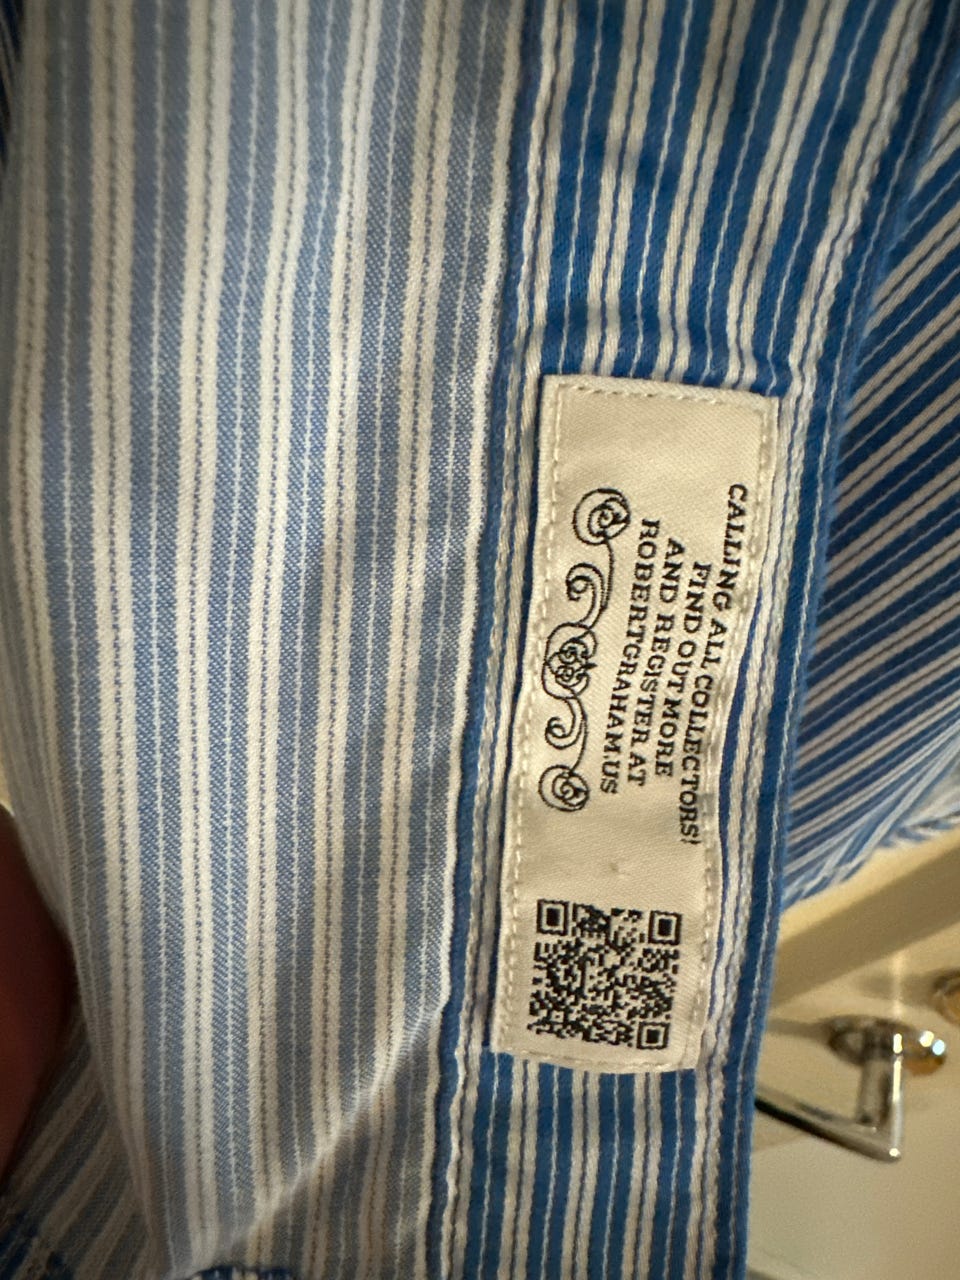 CALLING ALL COLLECTORS!
FIND OUT MORE
AND REGISTER AT
ROBERTGRAHAM.US